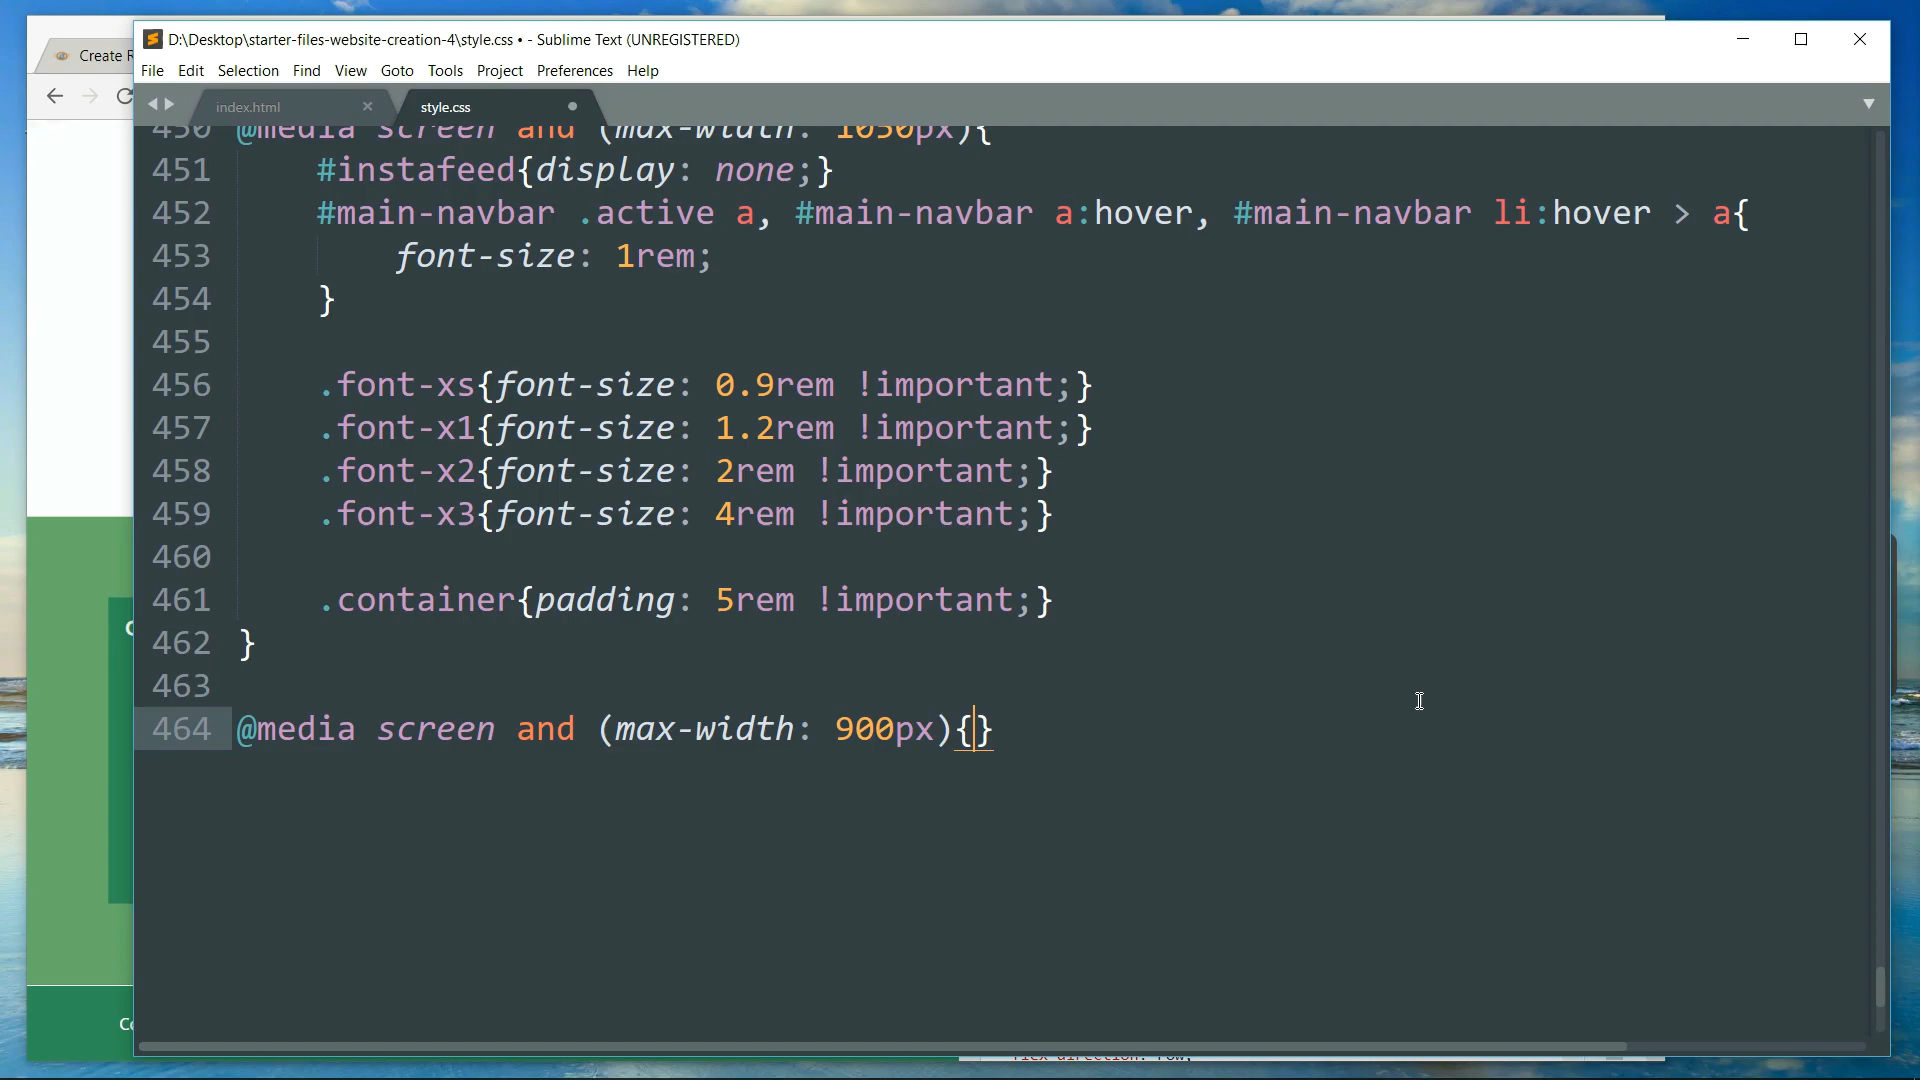 D:\Desktop\starter-files-website-creation-4\style.css • - Sublime Text (UNREGISTERED)
Create R
File Edit Selection Find View Goto Tools Project Preferences Help
index.html
style.css
450 @media screen and (max-width: 1050px){
451 #instafeed{display: none;}
452 #main-navbar .active a, #main-navbar a:hover, #main-navbar li:hover > a{
453 font-size: 1rem;
454 }
455
456 .font-xs{font-size: 0.9rem !important;}
457 .font-x1{font-size: 1.2rem !important;}
458 .font-x2{font-size: 2rem !important;}
459 .font-x3{font-size: 4rem !important;}
460
461 .container{padding: 5rem !important;}
462 }
463
464 @media screen and (max-width: 900px){}
Co
flex-direction: row;